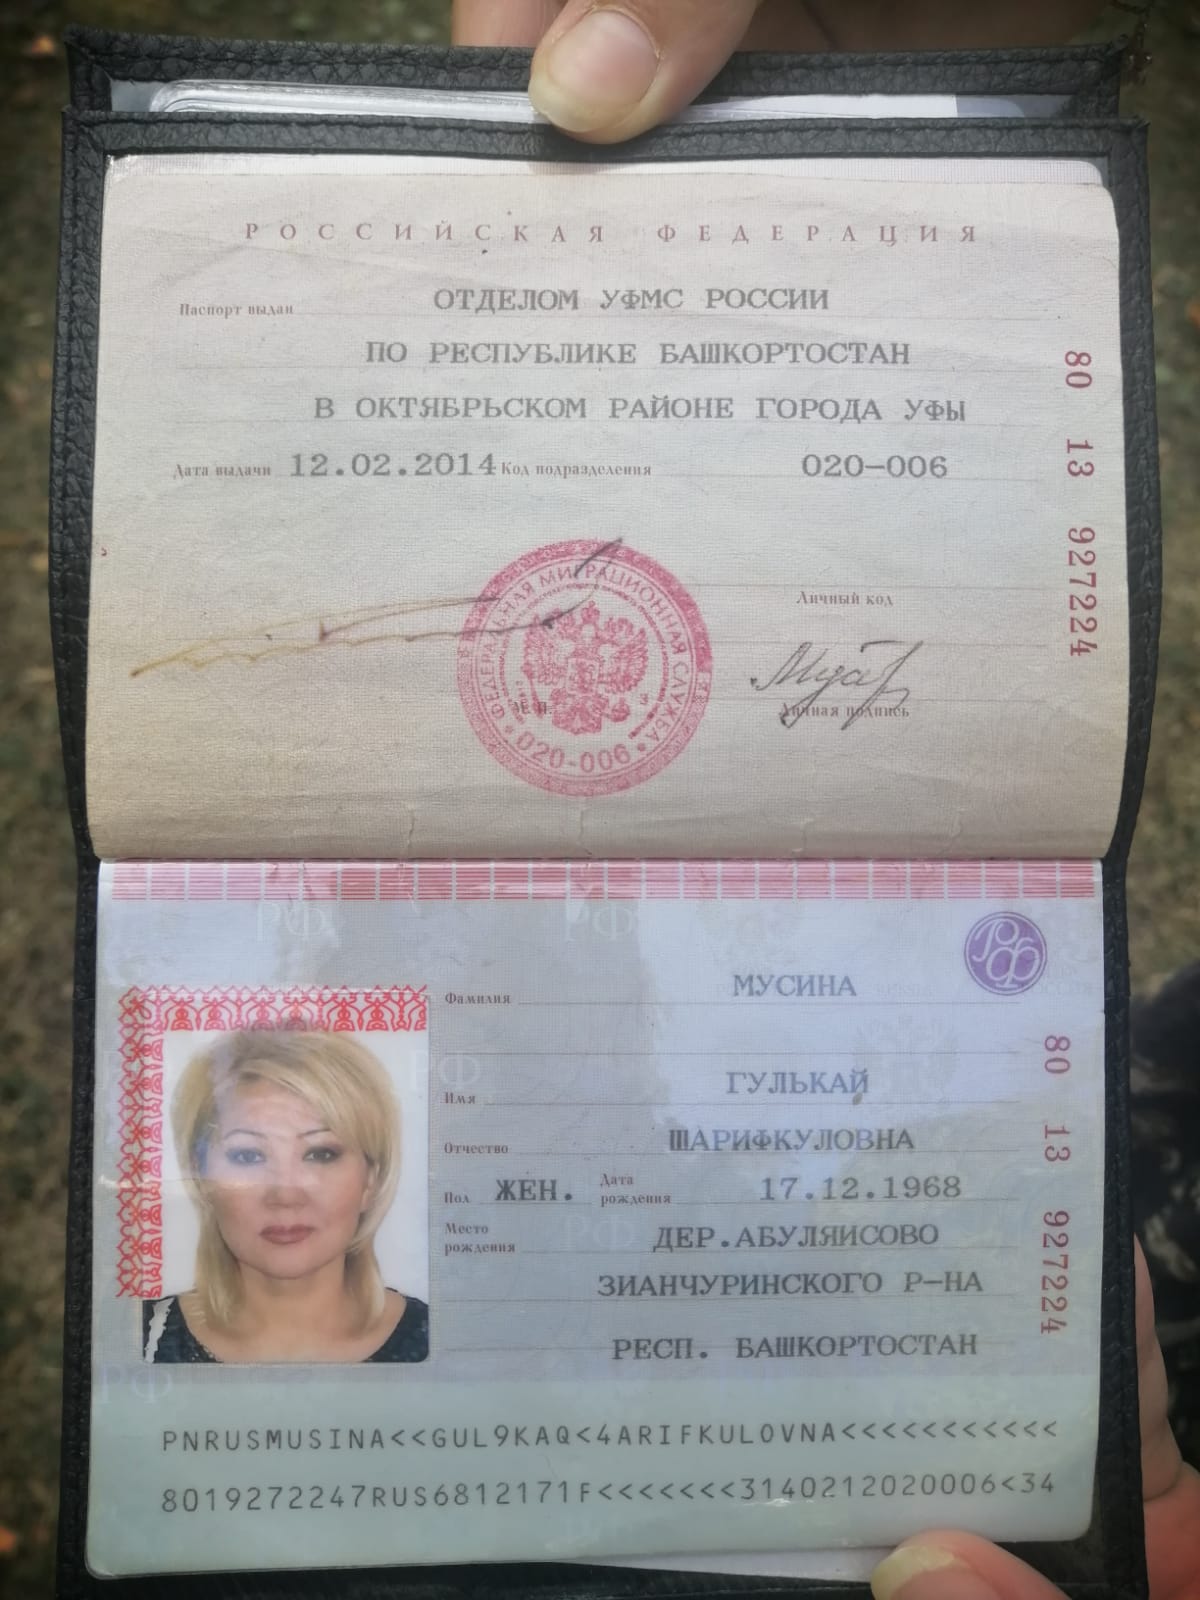 РОССИЙСКАЯ ФЕДЕРАЦИЯ
Паспорт выдан ОТДЕЛОМ УФМС РОССИИ
ПО РЕСПУБЛИКЕ БАШКОРТОСТАН
В ОКТЯБРЬСКОМ РАЙОНЕ ГОРОДА УФЫ
Дата выдачи 12.02.2014 Код подразделения 020-006
80 13 927224
ФЕДЕРАЛЬНАЯ МИГРАЦИОННАЯ СЛУЖБА
020-006
М. П.
Личный код
Личная подпись
РФ
Фамилия МУСИНА
Имя ГУЛЬКАЙ
Отчество ШАРИФКУЛОВНА
Пол ЖЕН. Дата рождения 17.12.1968
Место рождения ДЕР.АБУЛЯИСОВО
ЗИАНЧУРИНСКОГО Р-НА
РЕСП. БАШКОРТОСТАН
80 13 927224
PNRUSMUSINA<<GUL9KAQ<4ARIFKULOVNA<<<<<<<<<<<
8019272247RUS6812171F<<<<<<<3140212020006<34